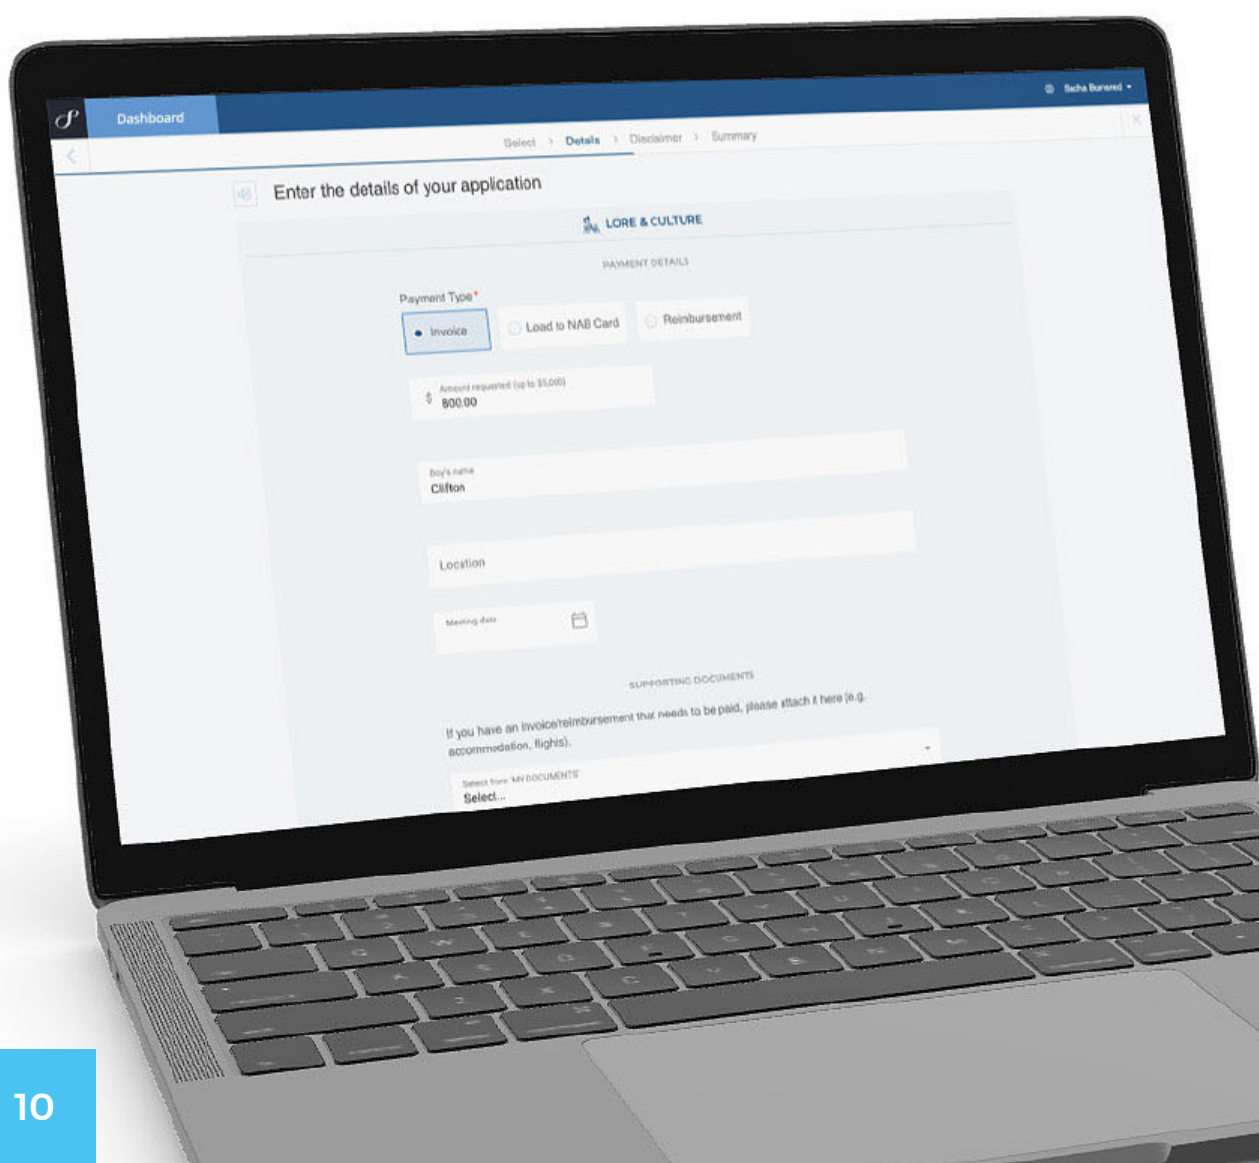 Dashboard
Select > Details > Disclaimer > Summary
Enter the details of your application
LORE & CULTURE
PAYMENT DETAILS
Payment Type*
Invoice
Load to NAB Card
Reinbursement
Amount requested (up to $5,000)
$ 800.00
Boy's name
Clifton
Location
Meeting date
SUPPORTING DOCUMENTS
If you have an invoice/reimbursement that needs to be paid, please attach it here (e.g.
accommodation, flights).
Select from 'MY DOCUMENTS'
Select...
10